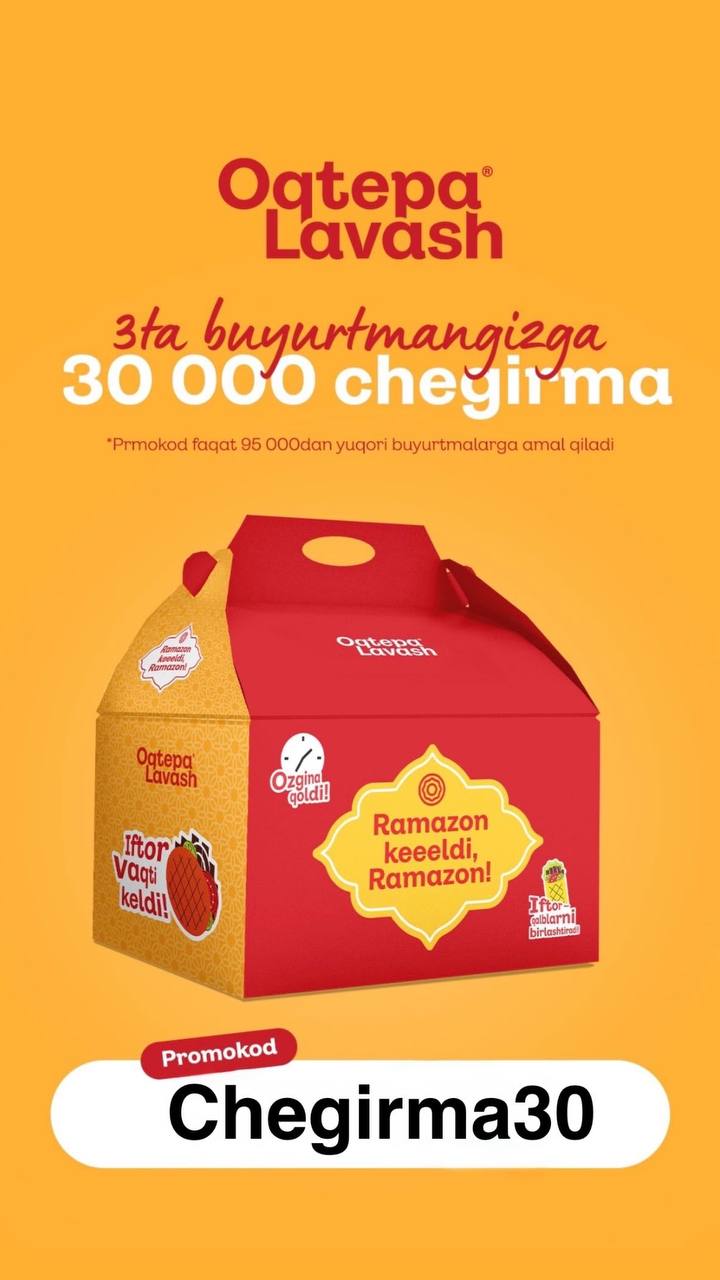 Oqtepa®
Lavash
3ta buyurtmangizga
30 000 chegirma
*Prmokod faqat 95 000dan yuqori buyurtmalarga amal qiladi
Oqtepa
Lavash
Ramazon
keeeldi,
Ramazon!
Oqtepa
Lavash
Iftor
Vaqti
keldi!
Ozgina
qoldi!
Ramazon
keeeldi,
Ramazon!
Iftor-
qalblarni
birlashtiradi!
Promokod
Chegirma30